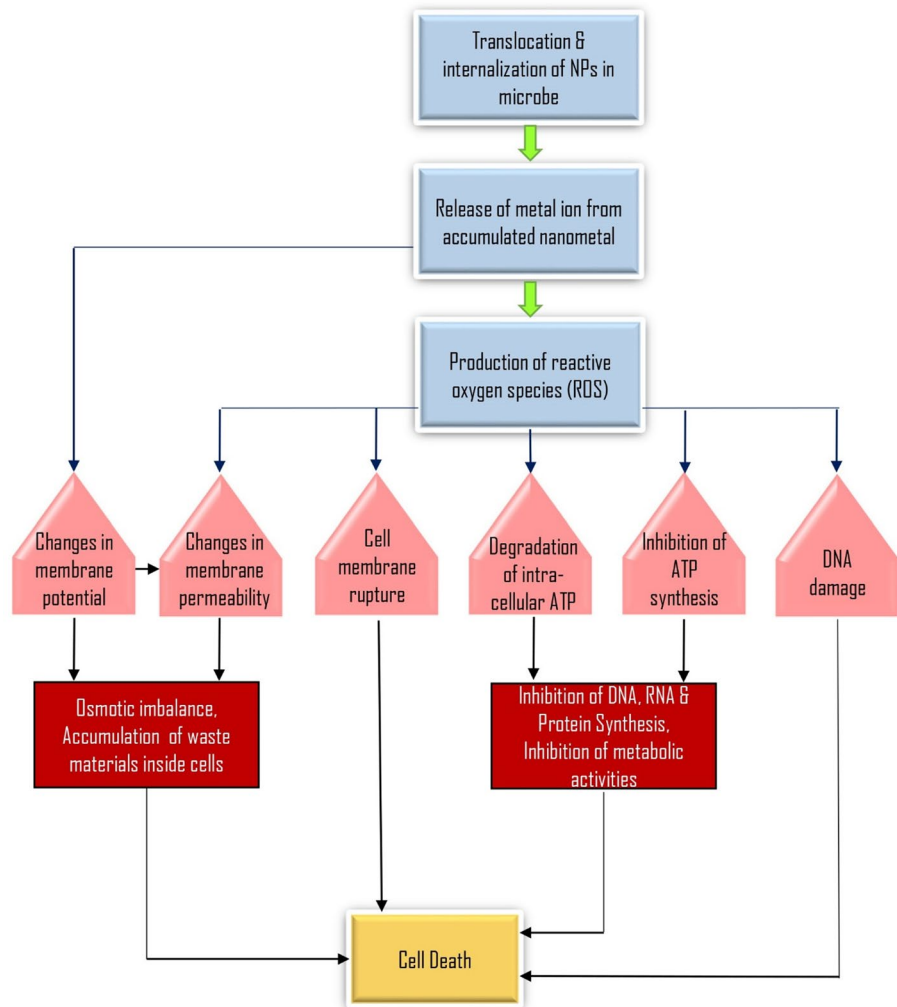 Translocation &
internalization of NPs in
microbe
Release of metal ion from
accumulated nanometal
Production of reactive
oxygen species (ROS)
Changes in
membrane
potential
Changes in
membrane
permeability
Cell
membrane
rupture
Degradation
of intra-
cellular ATP
Inhibition of
ATP
synthesis
DNA
damage
Osmotic imbalance,
Accumulation of waste
materials inside cells
Inhibition of DNA, RNA &
Protein Synthesis,
Inhibition of metabolic
activities
Cell Death